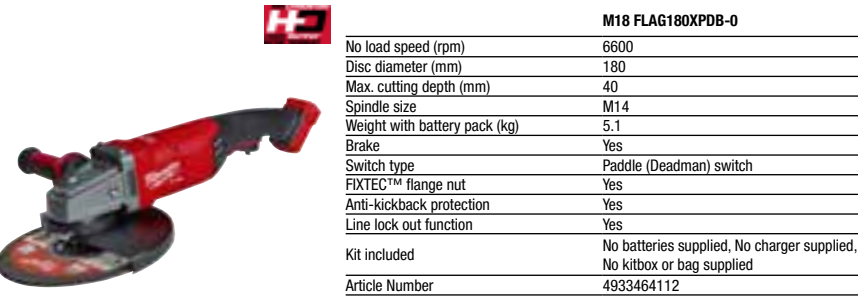 HD
M18 FLAG180XPDB-0
No load speed (rpm) 6600
Disc diameter (mm) 180
Max. cutting depth (mm) 40
Spindle size M14
Weight with battery pack (kg) 5.1
Brake Yes
Switch type Paddle (Deadman) switch
FIXTEC™ flange nut Yes
Anti-kickback protection Yes
Line lock out function Yes
Kit included No batteries supplied, No charger supplied,
No kitbox or bag supplied
Article Number 4933464112